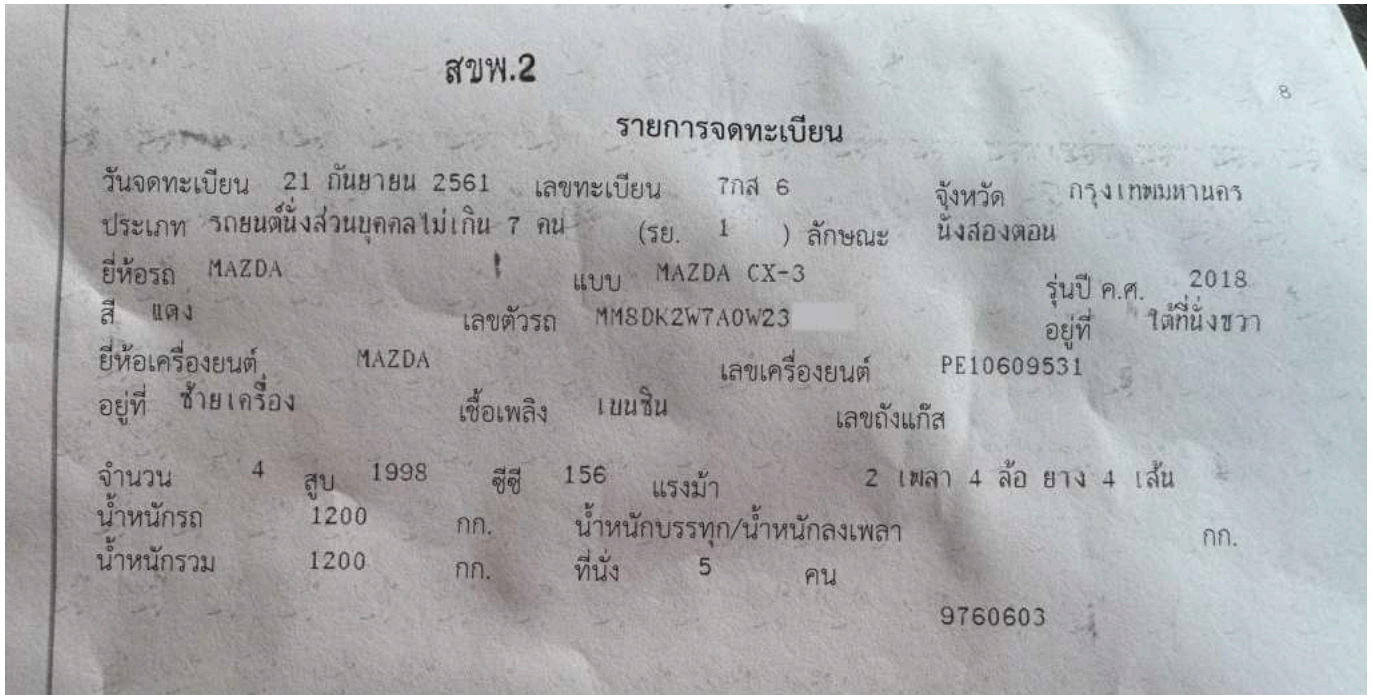 สขพ.2
8
รายการจดทะเบียน
วันจดทะเบียน 21 กันยายน 2561 เลขทะเบียน 7กส 6 จังหวัด กรุงเทพมหานคร
ประเภท รถยนต์นั่งส่วนบุคคลไม่เกิน 7 คน (รย. 1 ) ลักษณะ นั่งสองตอน
ยี่ห้อรถ MAZDA แบบ MAZDA CX-3 รุ่นปี ค.ศ. 2018
สี แดง เลขตัวรถ MM8DK2W7A0W23 อยู่ที่ ใต้ที่นั่งขวา
ยี่ห้อเครื่องยนต์ MAZDA เลขเครื่องยนต์ PE10609531
อยู่ที่ ซ้ายเครื่อง เชื้อเพลิง เบนซิน เลขถังแก๊ส
จำนวน 4 สูบ 1998 ซีซี 156 แรงม้า 2 เพลา 4 ล้อ ยาง 4 เส้น
น้ำหนักรถ 1200 กก. น้ำหนักบรรทุก/น้ำหนักลงเพลา กก.
น้ำหนักรวม 1200 กก. ที่นั่ง 5 คน
9760603